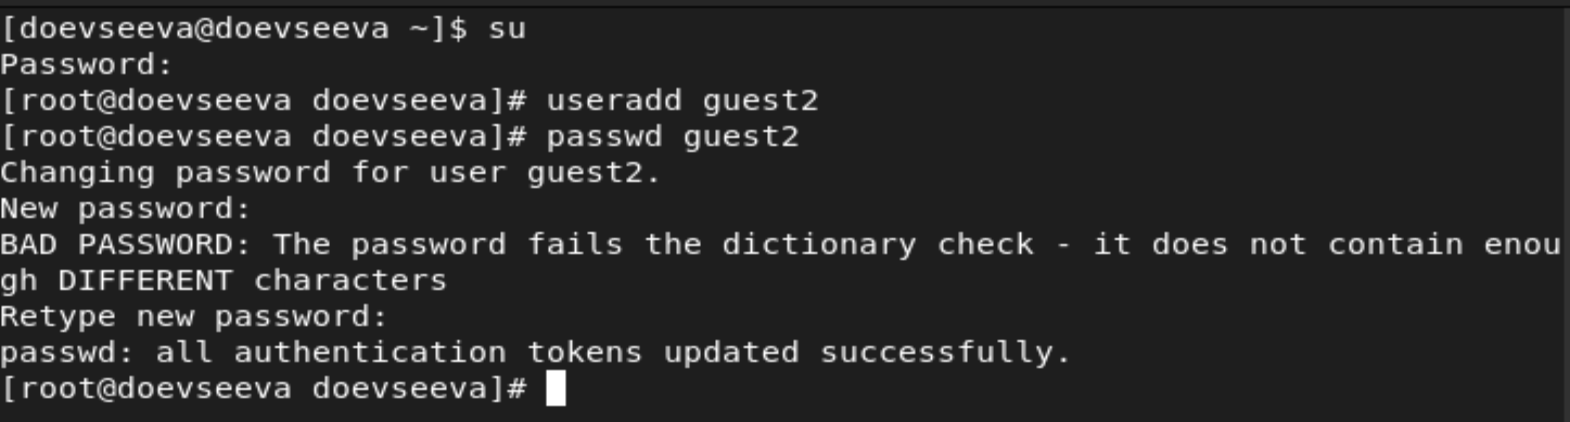 [doevseeva@doevseeva ~]$ su
Password:
[root@doevseeva doevseeva]# useradd guest2
[root@doevseeva doevseeva]# passwd guest2
Changing password for user guest2.
New password:
BAD PASSWORD: The password fails the dictionary check - it does not contain enou
gh DIFFERENT characters
Retype new password:
passwd: all authentication tokens updated successfully.
[root@doevseeva doevseeva]#